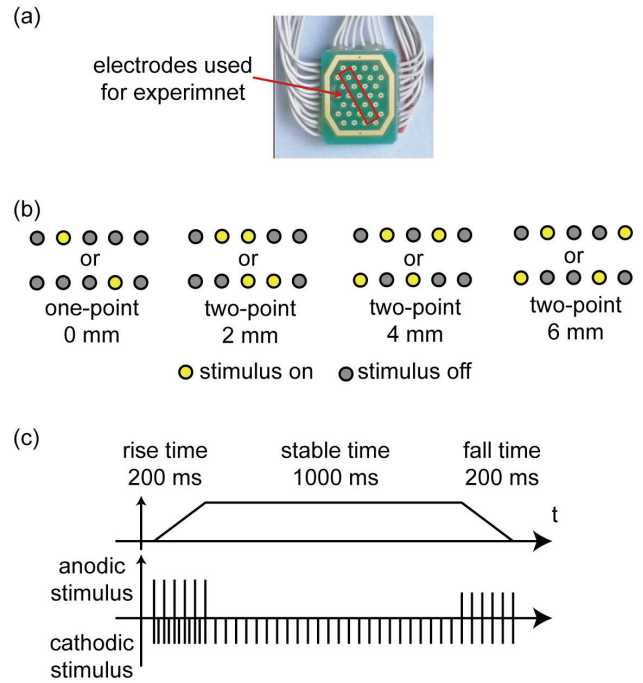 (a)
electrodes used
for experimnet
(b)
or
or
or
or
one-point
0 mm
two-point
2 mm
two-point
4 mm
two-point
6 mm
stimulus on
stimulus off
(c)
rise time
200 ms
stable time
1000 ms
fall time
200 ms
t
anodic
stimulus
cathodic
stimulus